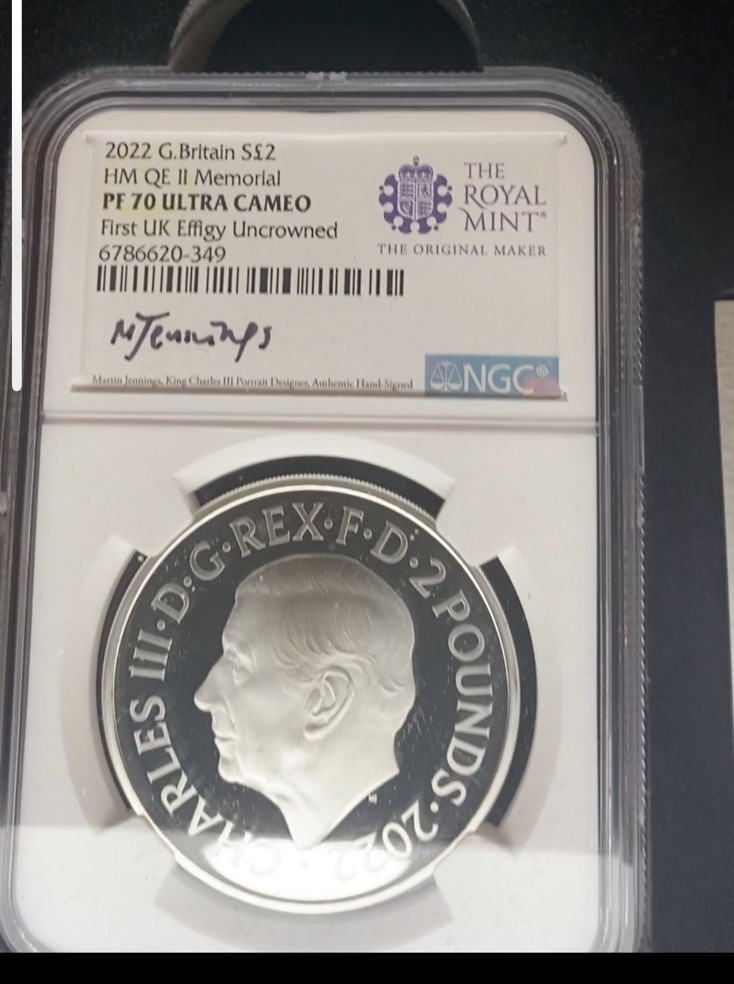 2022 G.Britain S£2
HM QE II Memorial
PF 70 ULTRA CAMEO
First UK Effigy Uncrowned
6786620-349
THE
ROYAL
MINT®
THE ORIGINAL MAKER
MJennings
Martin Jennings, King Charles III Portrait Designer, Authentic Hand-Signed
NGC®
CHARLES III·D·G·REX·F·D·2 POUNDS·2022·
MJ